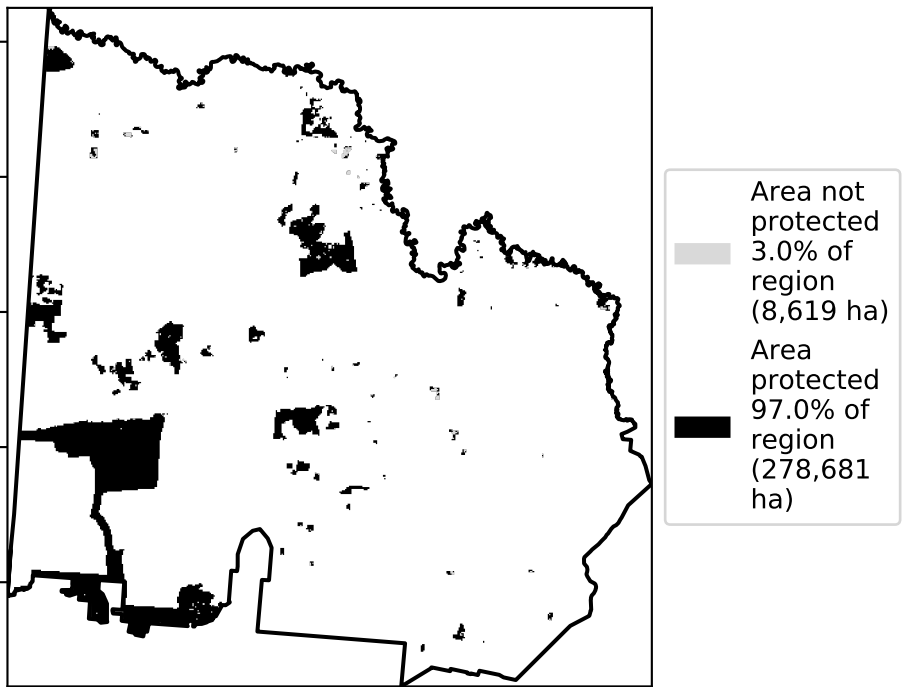 Area not
protected
3.0% of
region
(8,619 ha)
Area
protected
97.0% of
region
(278,681
ha)